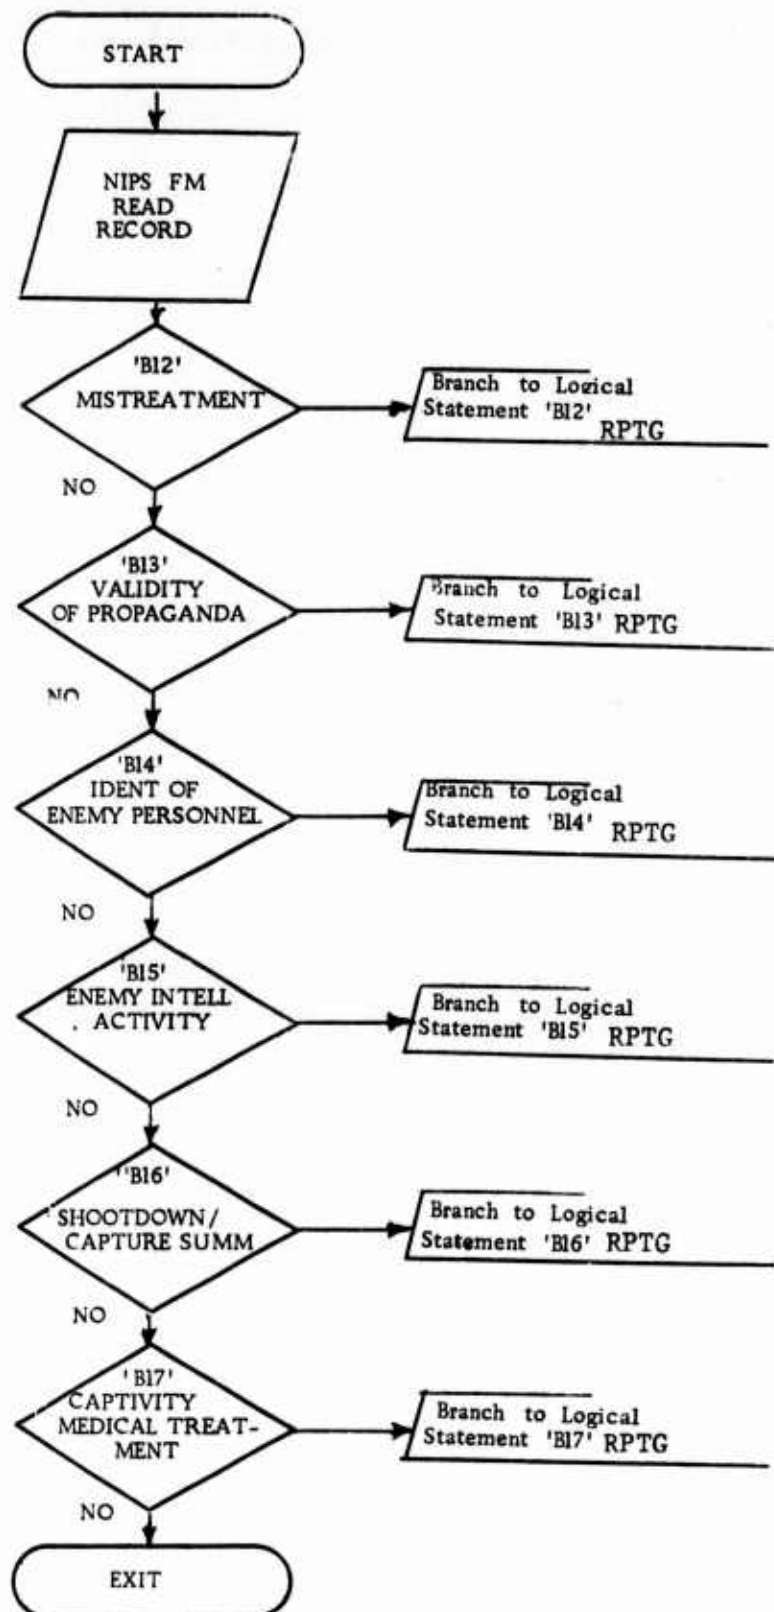 START
NIPS FM
READ
RECORD
'B12'
MISTREATMENT
Branch to Logical
Statement 'B12'
RPTG
NO
'B13'
VALIDITY
OF PROPAGANDA
Branch to Logical
Statement 'B13' RPTG
NO
'B14'
IDENT OF
ENEMY PERSONNEL
Branch to Logical
Statement 'B14' RPTG
NO
'B15'
ENEMY INTELL
ACTIVITY
Branch to Logical
Statement 'B15' RPTG
NO
'B16'
SHOOTDOWN/
CAPTURE SUMM
Branch to Logical
Statement 'B16' RPTG
NO
'B17'
CAPTIVITY
MEDICAL TREAT-
MENT
Branch to Logical
Statement 'B17' RPTG
NO
EXIT